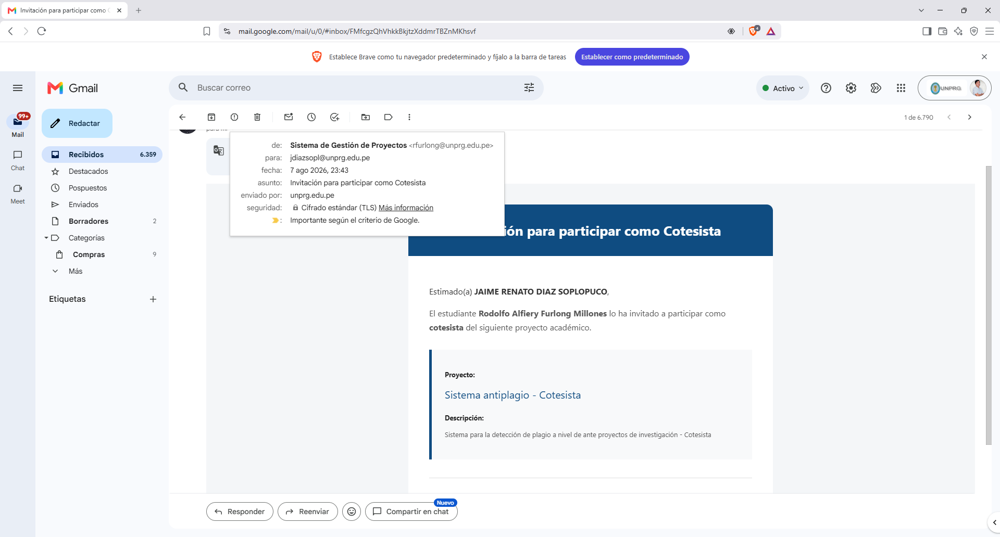 Invitación para participar como C
mail.google.com/mail/u/0/#inbox/FMfcgzQhVhkkBkjtzXddmrTBZnMKhsvf
4
Establece Brave como tu navegador predeterminado y fíjalo a la barra de tareas
Establecer como predeterminado
Gmail
Buscar correo
Activo
UNPRG
99+
Mail
Chat
Meet
Redactar
Recibidos 6.359
Destacados
Pospuestos
Enviados
Borradores 2
Categorías
Compras 9
Más
Etiquetas
1 de 6.790
para mí
de: Sistema de Gestión de Proyectos <rfurlong@unprg.edu.pe>
para: jdiazsopl@unprg.edu.pe
fecha: 7 ago 2026, 23:43
asunto: Invitación para participar como Cotesista
enviado por: unprg.edu.pe
seguridad: Cifrado estándar (TLS) Más información
: Importante según el criterio de Google.
ión para participar como Cotesista
Estimado(a) JAIME RENATO DIAZ SOPLOPUCO,
El estudiante Rodolfo Alfiery Furlong Millones lo ha invitado a participar como
cotesista del siguiente proyecto académico.
Proyecto:
Sistema antiplagio - Cotesista
Descripción:
Sistema para la detección de plagio a nivel de ante proyectos de investigación - Cotesista
Responder
Reenviar
Compartir en chat
Nuevo